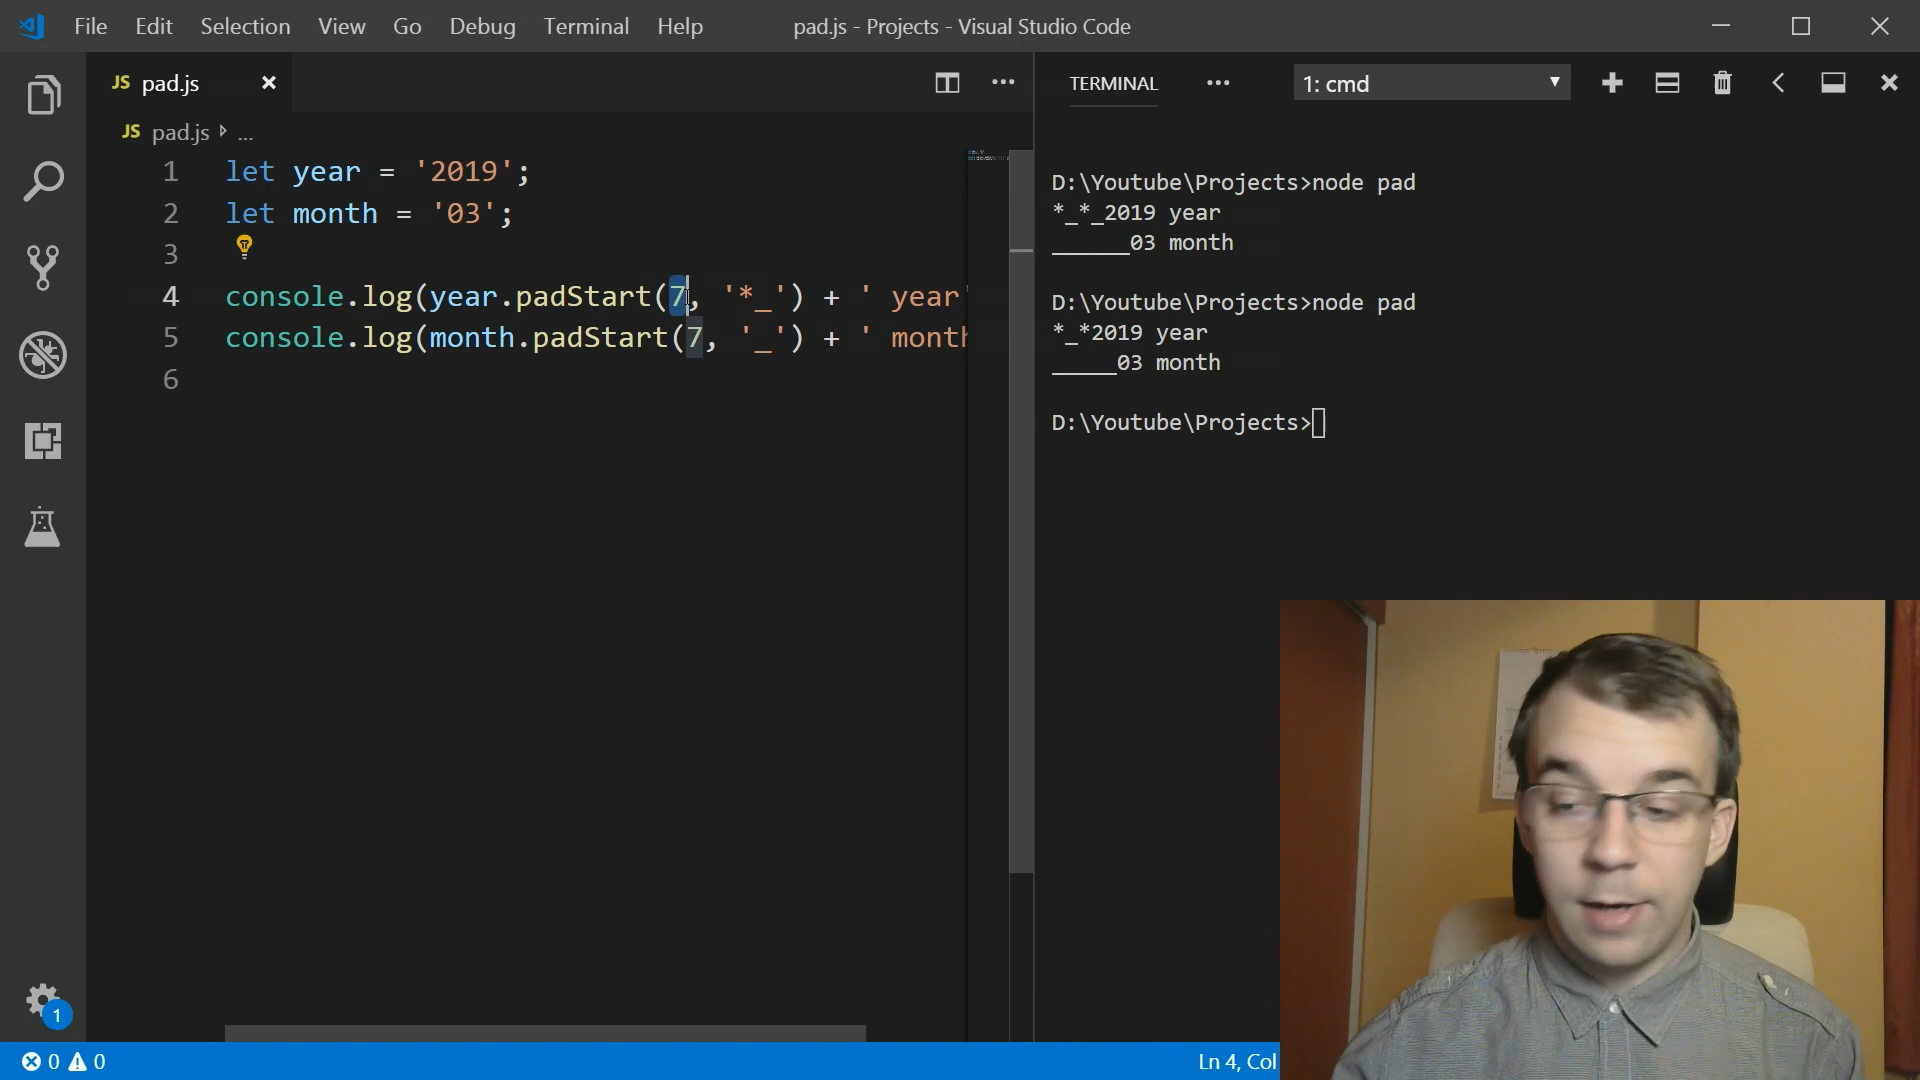 File Edit Selection View Go Debug Terminal Help pad.js - Projects - Visual Studio Code
JS pad.js
JS pad.js ...
1 let year = '2019';
2 let month = '03';
3
4 console.log(year.padStart(7, '*_') + ' year'
5 console.log(month.padStart(7, '_') + ' month
6
TERMINAL 1: cmd
D:\Youtube\Projects>node pad
*_*_2019 year
______03 month
D:\Youtube\Projects>node pad
*_*2019 year
_____03 month
D:\Youtube\Projects>
1
0 0 Ln 4, Col